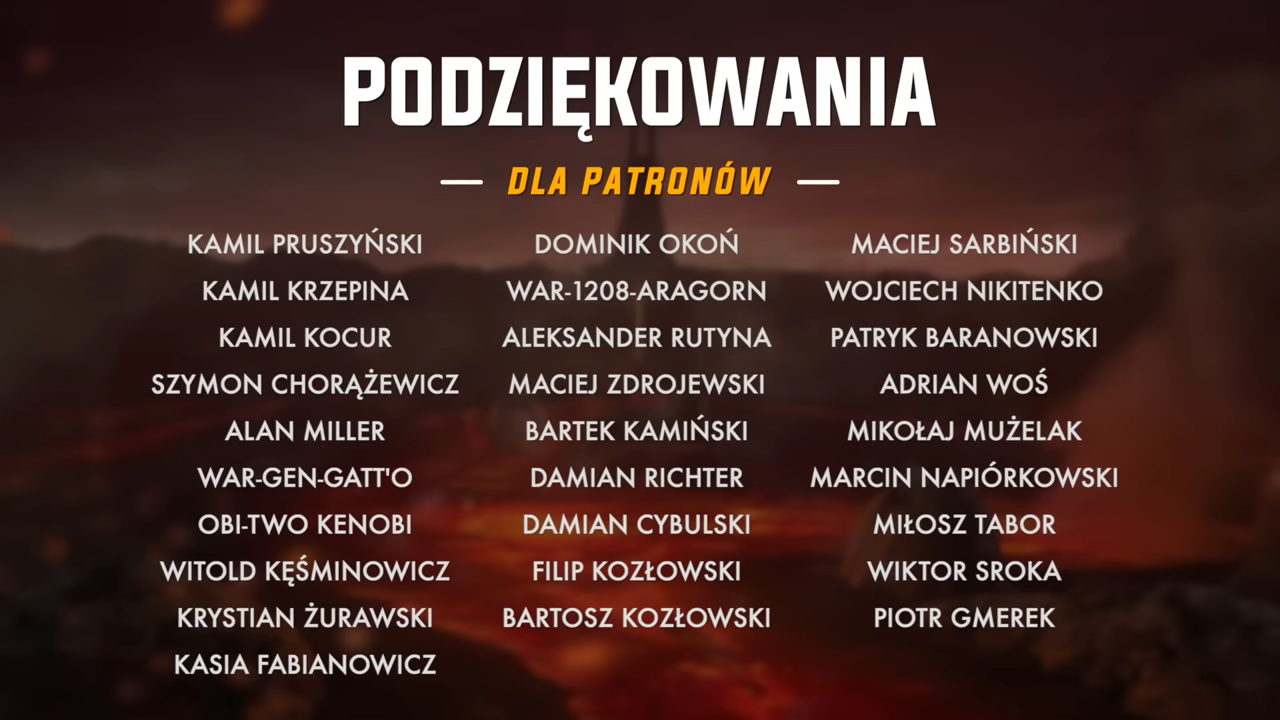 PODZIĘKOWANIA
DLA PATRONÓW
KAMIL PRUSZYŃSKI
KAMIL KRZEPINA
KAMIL KOCUR
SZYMON CHORĄŻEWICZ
ALAN MILLER
WAR-GEN-GATT'O
OBI-TWO KENOBI
WITOLD KĘŚMINOWICZ
KRYSTIAN ŻURAWSKI
KASIA FABIANOWICZ
DOMINIK OKOŃ
WAR-1208-ARAGORN
ALEKSANDER RUTYNA
MACIEJ ZDROJEWSKI
BARTEK KAMIŃSKI
DAMIAN RICHTER
DAMIAN CYBULSKI
FILIP KOZŁOWSKI
BARTOSZ KOZŁOWSKI
MACIEJ SARBIŃSKI
WOJCIECH NIKITENKO
PATRYK BARANOWSKI
ADRIAN WOŚ
MIKOŁAJ MUŻELAK
MARCIN NAPIÓRKOWSKI
MIŁOSZ TABOR
WIKTOR SROKA
PIOTR GMEREK